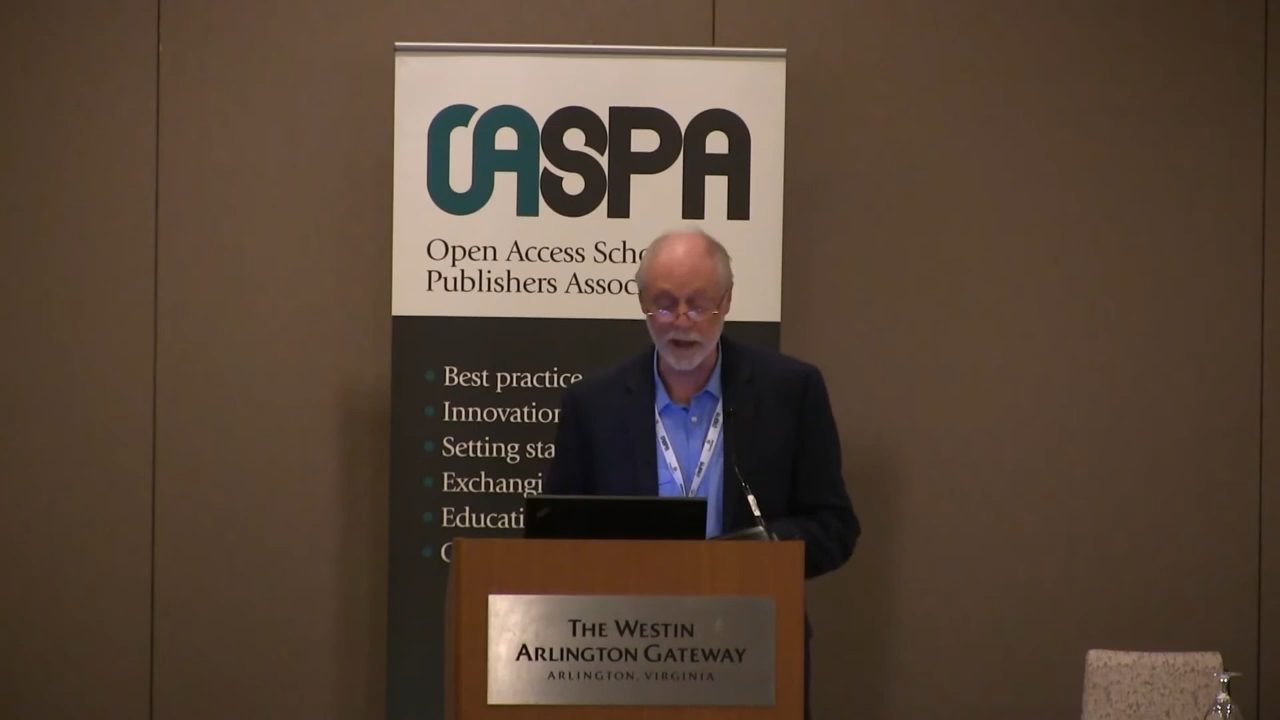 OASPA
Open Access Scho
Publishers Assoc
Best practice
Innovation
Setting sta
Exchangi
Educati
C
THE WESTIN
ARLINGTON GATEWAY
ARLINGTON, VIRGINIA